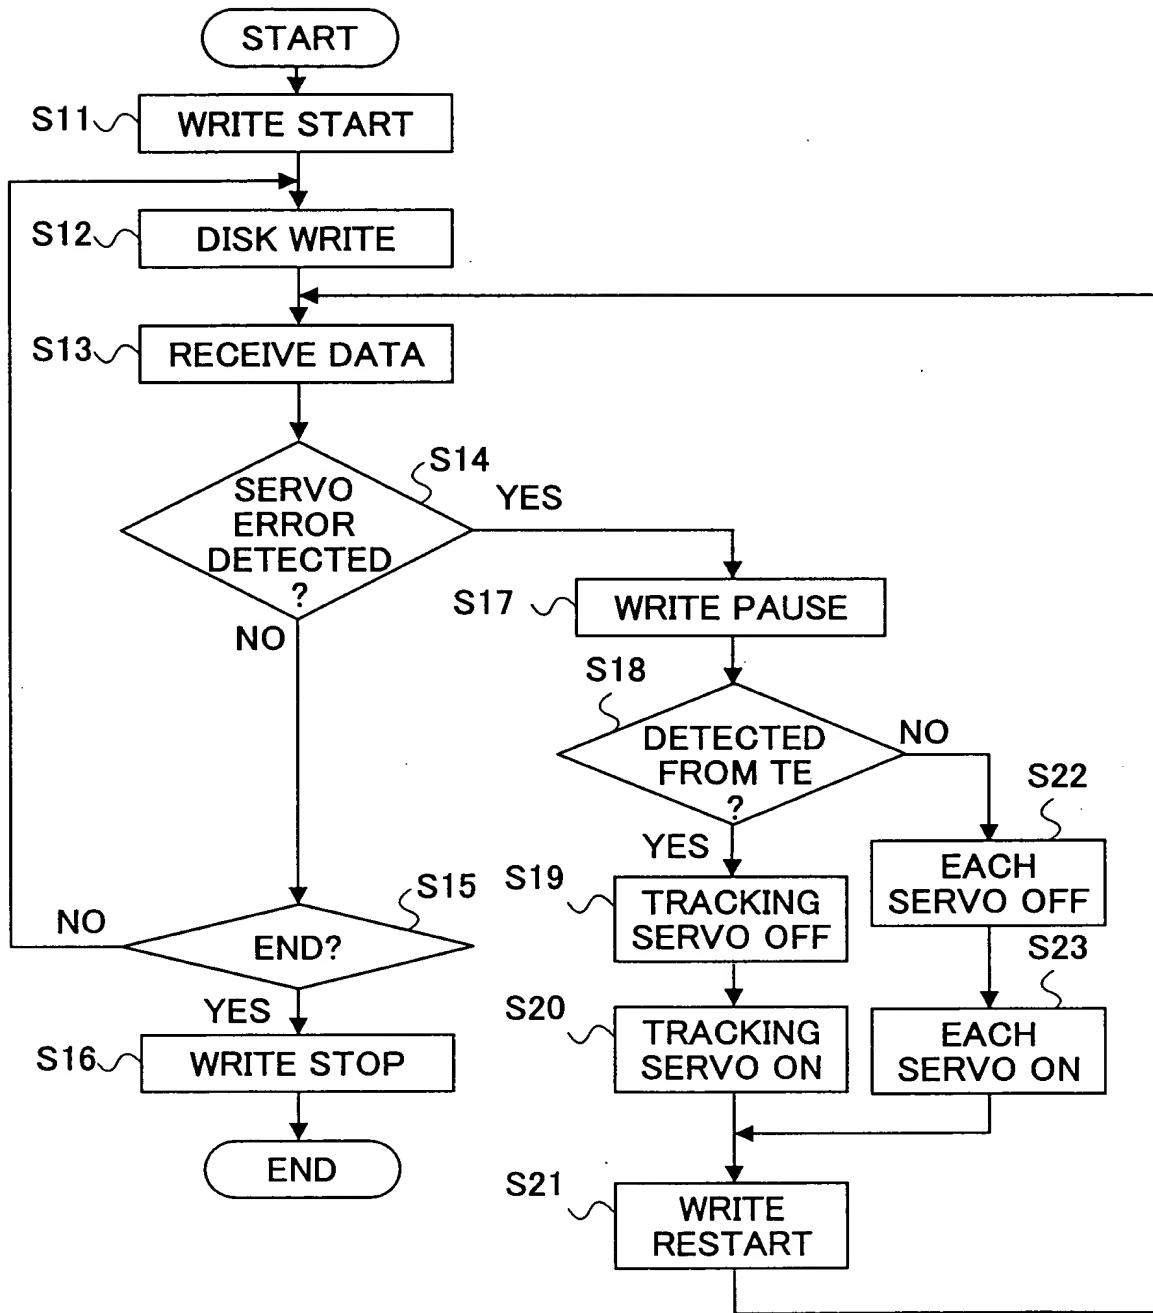 START
S11
WRITE START
S12
DISK WRITE
S13
RECEIVE DATA
S14
SERVO
ERROR
DETECTED
?
YES
NO
S17
WRITE PAUSE
S18
DETECTED
FROM TE
?
NO
YES
S22
EACH
SERVO OFF
S19
TRACKING
SERVO OFF
S15
END?
NO
YES
S23
EACH
SERVO ON
S20
TRACKING
SERVO ON
S16
WRITE STOP
END
S21
WRITE
RESTART